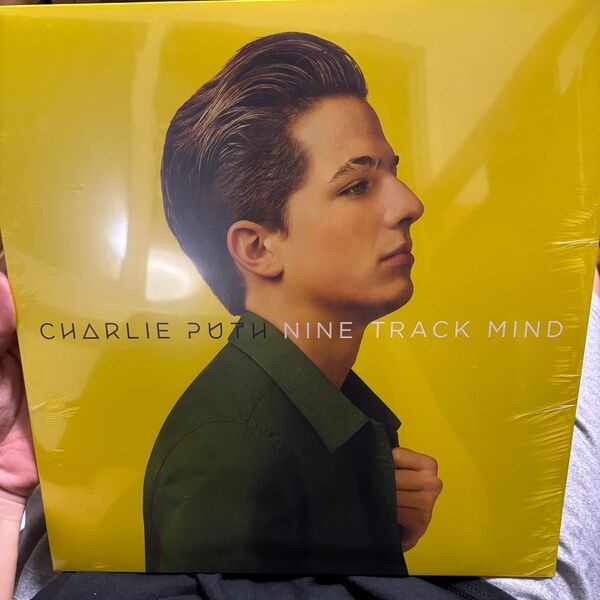 CHARLIE PUTH NINE TRACK MIND